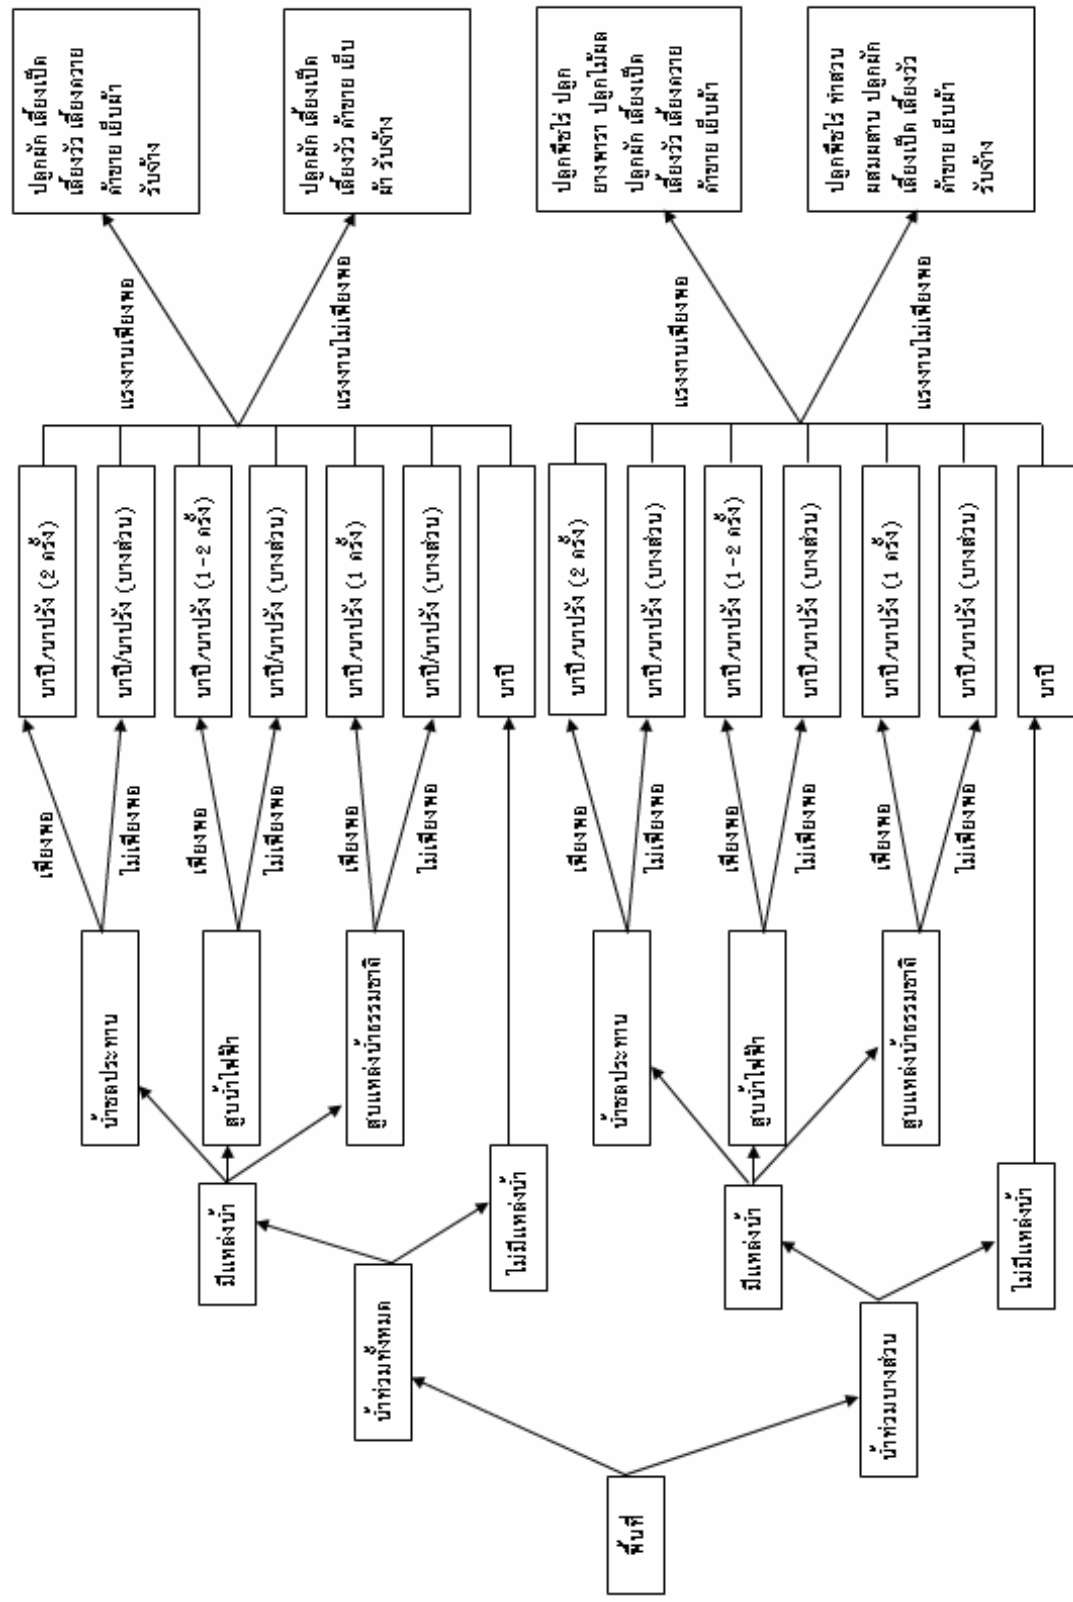 พื้นที่
น้ำท่วมทั้งหมด
น้ำท่วมบางส่วน
มีแหล่งน้ำ
ไม่มีแหล่งน้ำ
มีแหล่งน้ำ
ไม่มีแหล่งน้ำ
น้ำชลประทาน
สูบน้ำไฟฟ้า
สูบแหล่งน้ำธรรมชาติ
น้ำชลประทาน
สูบน้ำไฟฟ้า
สูบแหล่งน้ำธรรมชาติ
เพียงพอ
ไม่เพียงพอ
เพียงพอ
ไม่เพียงพอ
เพียงพอ
ไม่เพียงพอ
เพียงพอ
ไม่เพียงพอ
เพียงพอ
ไม่เพียงพอ
เพียงพอ
ไม่เพียงพอ
นาปี/นาปรัง (2 ครั้ง)
นาปี/นาปรัง (บางส่วน)
นาปี/นาปรัง (1-2 ครั้ง)
นาปี/นาปรัง (บางส่วน)
นาปี/นาปรัง (1 ครั้ง)
นาปี/นาปรัง (บางส่วน)
นาปี
นาปี/นาปรัง (2 ครั้ง)
นาปี/นาปรัง (บางส่วน)
นาปี/นาปรัง (1-2 ครั้ง)
นาปี/นาปรัง (บางส่วน)
นาปี/นาปรัง (1 ครั้ง)
นาปี/นาปรัง (บางส่วน)
นาปี
แรงงานเพียงพอ
แรงงานไม่เพียงพอ
แรงงานเพียงพอ
แรงงานไม่เพียงพอ
ปลูกผัก เลี้ยงเป็ด
เลี้ยงวัว เลี้ยงควาย
ค้าขาย เย็บผ้า
รับจ้าง
ปลูกผัก เลี้ยงเป็ด
เลี้ยงวัว ค้าขาย เย็บ
ผ้า รับจ้าง
ปลูกพืชไร่ ปลูก
ยางพารา ปลูกไม้ผล
ปลูกผัก เลี้ยงเป็ด
เลี้ยงวัว เลี้ยงควาย
ค้าขาย เย็บผ้า
ปลูกพืชไร่ ทำสวน
ผสมผสาน ปลูกผัก
เลี้ยงเป็ด เลี้ยงวัว
ค้าขาย เย็บผ้า
รับจ้าง